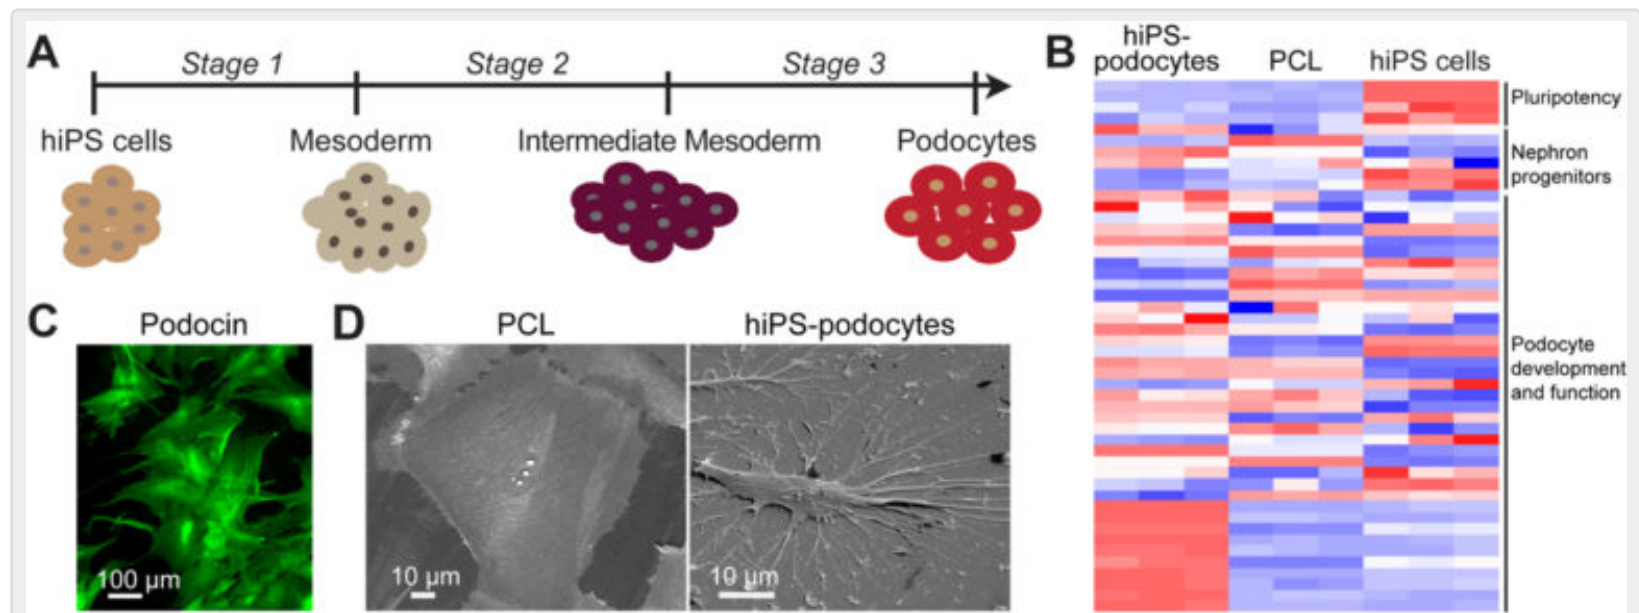 A
Stage 1
Stage 2
Stage 3
hiPS cells
Mesoderm
Intermediate Mesoderm
Podocytes
B
hiPS-
podocytes
PCL
hiPS cells
Pluripotency
Nephron
progenitors
Podocyte
development
and function
C
Podocin
100 μm
D
PCL
10 μm
hiPS-podocytes
10 μm